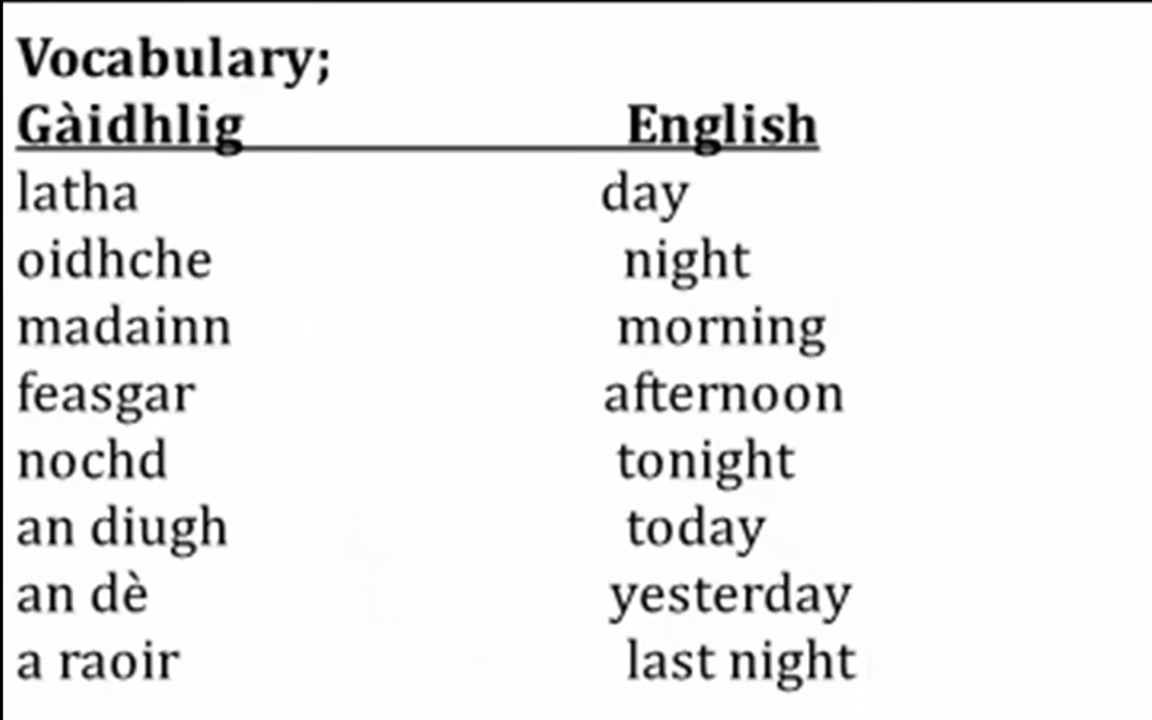 Vocabulary;
Gàidhlig English
latha day
oidhche night
madainn morning
feasgar afternoon
nochd tonight
an diugh today
an dè yesterday
a raoir last night